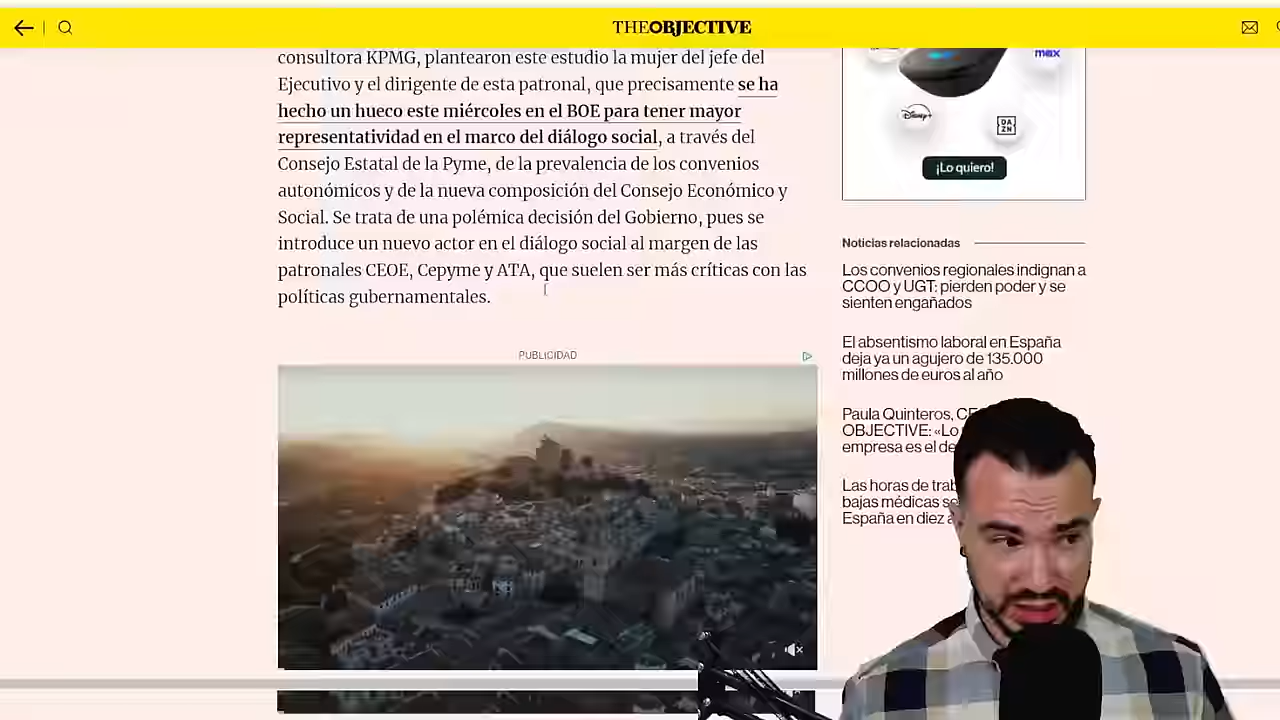 THEOBJECTIVE
consultora KPMG, plantearon este estudio la mujer del jefe del
Ejecutivo y el dirigente de esta patronal, que precisamente se ha
hecho un hueco este miércoles en el BOE para tener mayor
representatividad en el marco del diálogo social, a través del
Consejo Estatal de la Pyme, de la prevalencia de los convenios
autonómicos y de la nueva composición del Consejo Económico y
Social. Se trata de una polémica decisión del Gobierno, pues se
introduce un nuevo actor en el diálogo social al margen de las
patronales CEOE, Cepyme y ATA, que suelen ser más críticas con las
políticas gubernamentales.
PUBLICIDAD
max
Disney+
DAZN
¡Lo quiero!
Noticias relacionadas
Los convenios regionales indignan a
CCOO y UGT: pierden poder y se
sienten engañados
El absentismo laboral en España
deja ya un agujero de 135.000
millones de euros al año
Paula Quinteros,
OBJECTIVE: «Lo
empresa es el
Las horas de
bajas médicas
España en diez